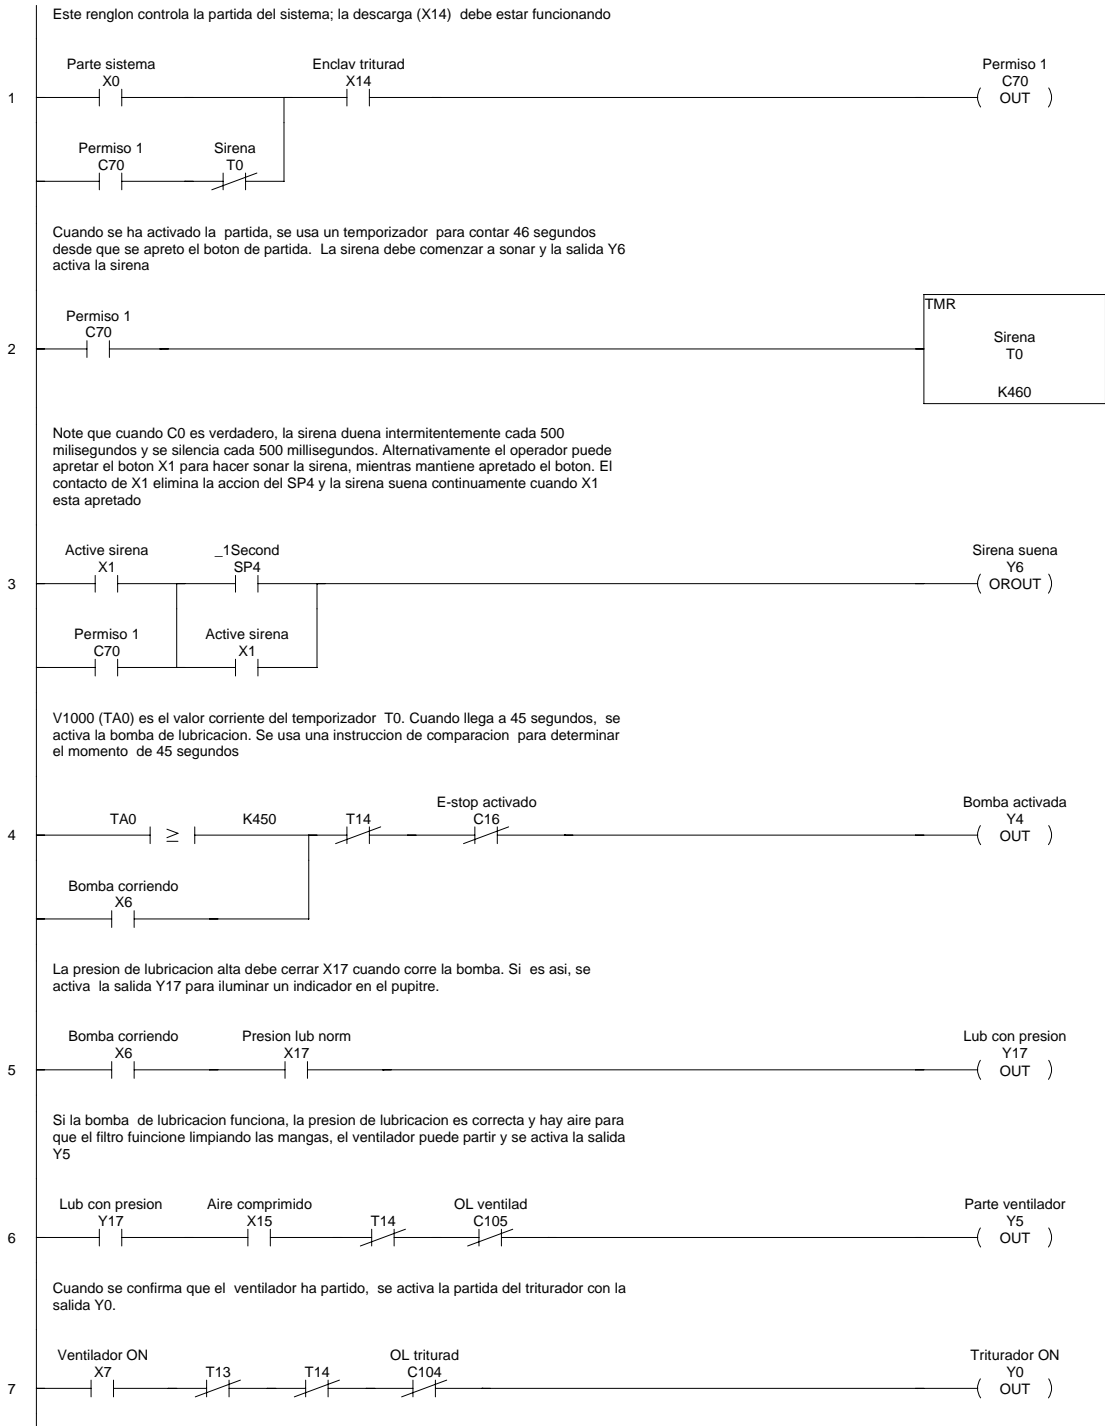 Este renglon controla la partida del sistema; la descarga (X14) debe estar funcionando
Parte sistema
X0
Enclav triturad
X14
Permiso 1
C70
OUT
1
Permiso 1
C70
Sirena
T0
Cuando se ha activado la partida, se usa un temporizador para contar 46 segundos
desde que se apreto el boton de partida. La sirena debe comenzar a sonar y la salida Y6
activa la sirena
Permiso 1
C70
TMR
Sirena
T0
K460
2
Note que cuando C0 es verdadero, la sirena duena intermitentemente cada 500
milisegundos y se silencia cada 500 millisegundos. Alternativamente el operador puede
apretar el boton X1 para hacer sonar la sirena, mientras mantiene apretado el boton. El
contacto de X1 elimina la accion del SP4 y la sirena suena continuamente cuando X1
esta apretado
Active sirena
X1
_1Second
SP4
Sirena suena
Y6
OROUT
3
Permiso 1
C70
Active sirena
X1
V1000 (TA0) es el valor corriente del temporizador T0. Cuando llega a 45 segundos, se
activa la bomba de lubricacion. Se usa una instruccion de comparacion para determinar
el momento de 45 segundos
TA0
≥
K450
T14
E-stop activado
C16
Bomba activada
Y4
OUT
4
Bomba corriendo
X6
La presion de lubricacion alta debe cerrar X17 cuando corre la bomba. Si es asi, se
activa la salida Y17 para iluminar un indicador en el pupitre.
Bomba corriendo
X6
Presion lub norm
X17
Lub con presion
Y17
OUT
5
Si la bomba de lubricacion funciona, la presion de lubricacion es correcta y hay aire para
que el filtro fuincione limpiando las mangas, el ventilador puede partir y se activa la salida
Y5
Lub con presion
Y17
Aire comprimido
X15
T14
OL ventilad
C105
Parte ventilador
Y5
OUT
6
Cuando se confirma que el ventilador ha partido, se activa la partida del triturador con la
salida Y0.
Ventilador ON
X7
T13
T14
OL triturad
C104
Triturador ON
Y0
OUT
7